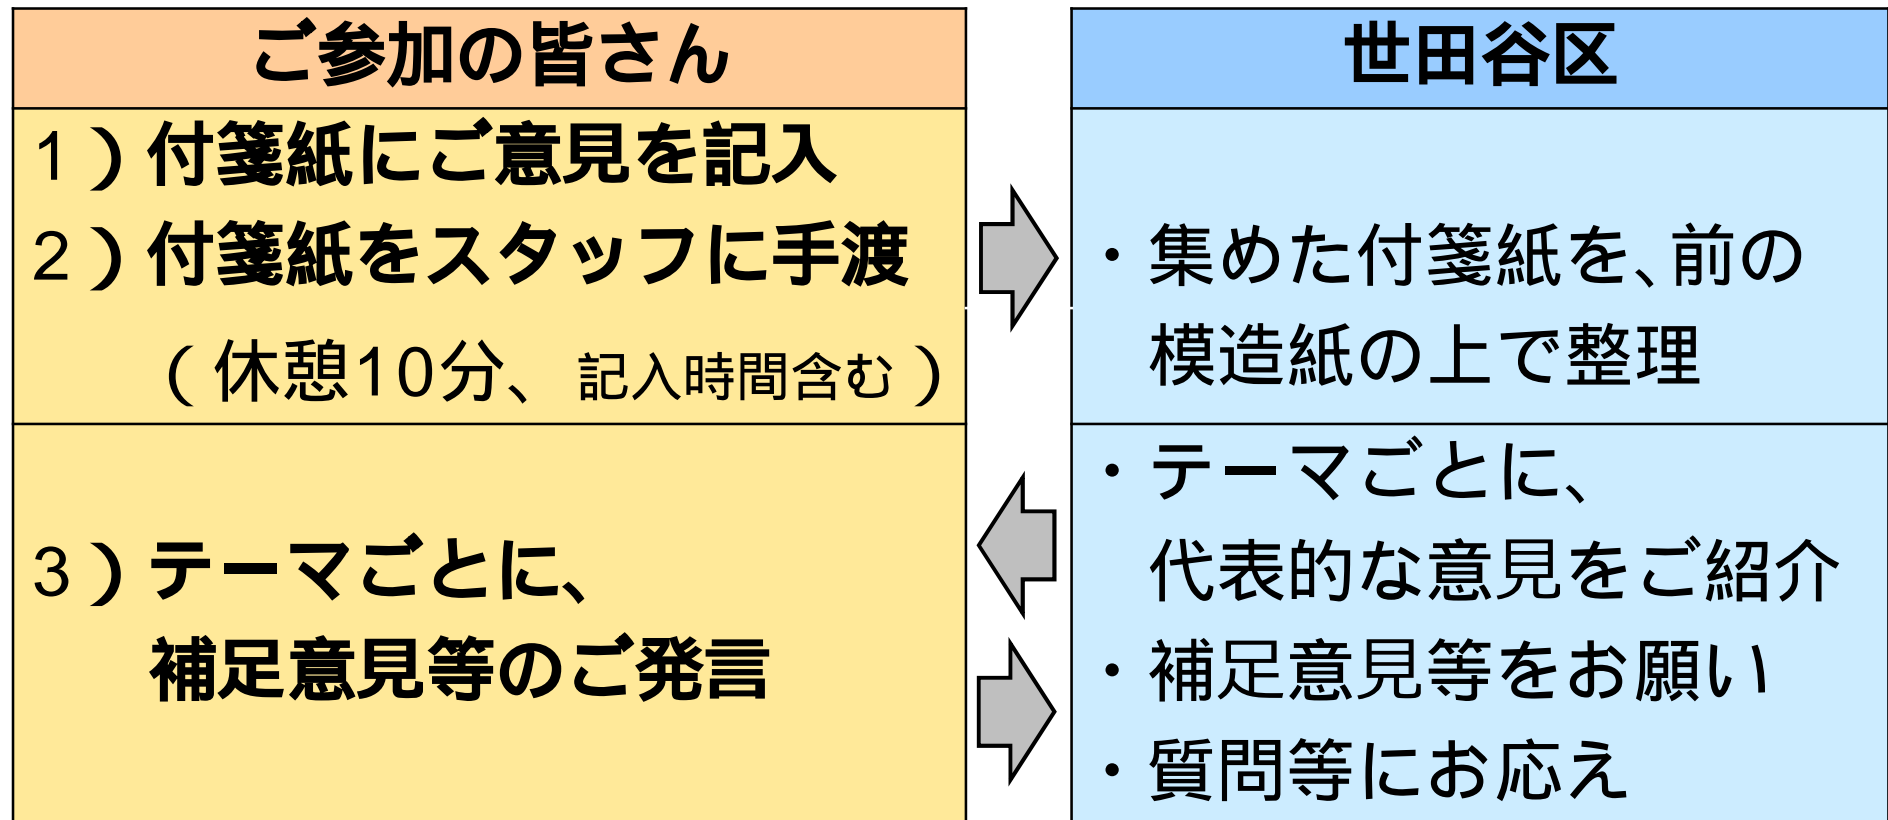 ご参加の皆さん
1）付箋紙にご意見を記入
2）付箋紙をスタッフに手渡
（休憩10分、記入時間含む）
3）テーマごとに、
補足意見等のご発言
世田谷区
・集めた付箋紙を、前の
模造紙の上で整理
・テーマごとに、
代表的な意見をご紹介
・補足意見等をお願い
・質問等にお応え